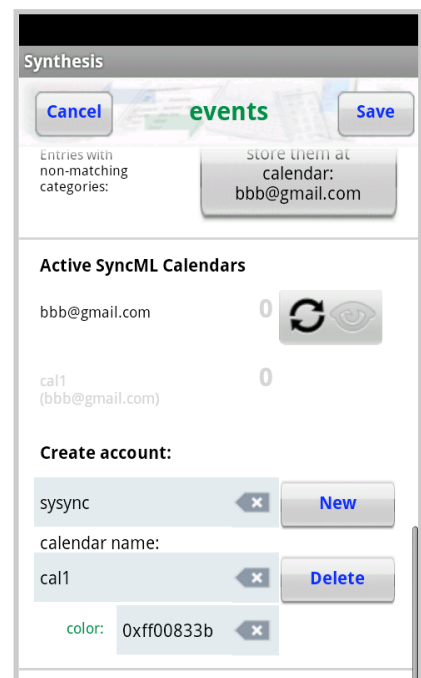 Synthesis
Cancel events Save
Entries with
non-matching
categories:
store them at
calendar:
bbb@gmail.com
Active SyncML Calendars
bbb@gmail.com 0
cal1 0
(bbb@gmail.com)
Create account:
sysync New
calendar name:
cal1 Delete
color: 0xff00833b